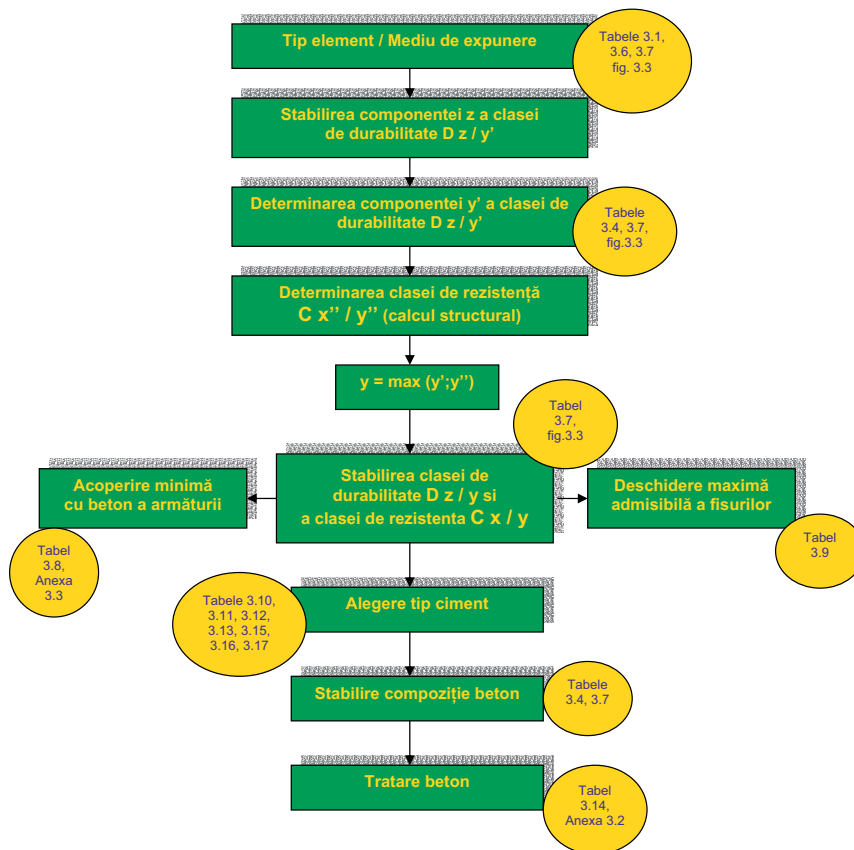 Tip element / Mediu de expunere
Tabele 3.1,
3.6, 3.7
fig. 3.3
Stabilirea componentei z a clasei
de durabilitate D z / y’
Determinarea componentei y’ a clasei de
durabilitate D z / y’
Tabele
3.4, 3.7,
fig.3.3
Determinarea clasei de rezistență
C x’’ / y’’ (calcul structural)
y = max (y’;y’’)
Tabel
3.7,
fig.3.3
Acoperire minimă
cu beton a armăturii
Stabilirea clasei de
durabilitate D z / y si
a clasei de rezistenta C x / y
Deschidere maximă
admisibilă a fisurilor
Tabel
3.8,
Anexa
3.3
Tabel
3.9
Tabele 3.10,
3.11, 3.12,
3.13, 3.15,
3.16, 3.17
Alegere tip ciment
Stabilire compoziție beton
Tabele
3.4, 3.7
Tratare beton
Tabel
3.14,
Anexa 3.2